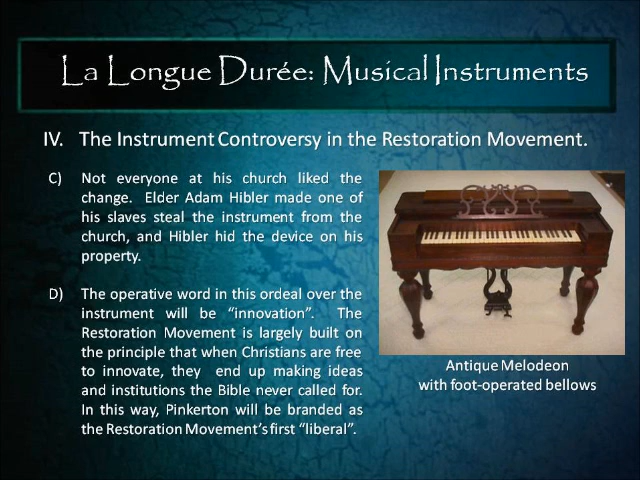 La Longue Durée: Musical Instruments
IV. The Instrument Controversy in the Restoration Movement.
C) Not everyone at his church liked the
change. Elder Adam Hibler made one of
his slaves steal the instrument from the
church, and Hibler hid the device on his
property.
D) The operative word in this ordeal over the
instrument will be “innovation”. The
Restoration Movement is largely built on
the principle that when Christians are free
to innovate, they end up making ideas
and institutions the Bible never called for.
In this way, Pinkerton will be branded as
the Restoration Movement’s first “liberal”.
Antique Melodeon
with foot-operated bellows